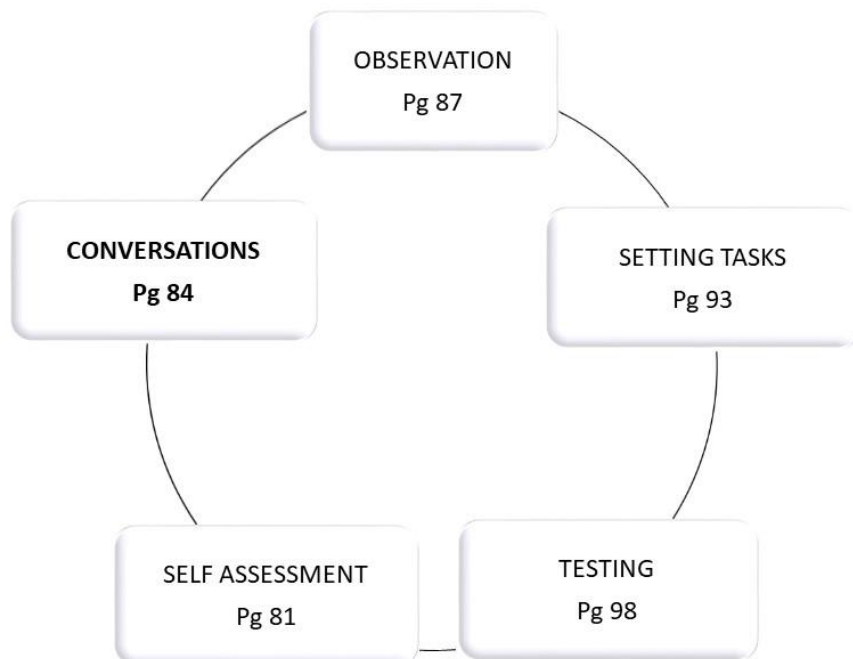 OBSERVATION
Pg 87
SETTING TASKS
Pg 93
TESTING
Pg 98
SELF ASSESSMENT
Pg 81
CONVERSATIONS
Pg 84